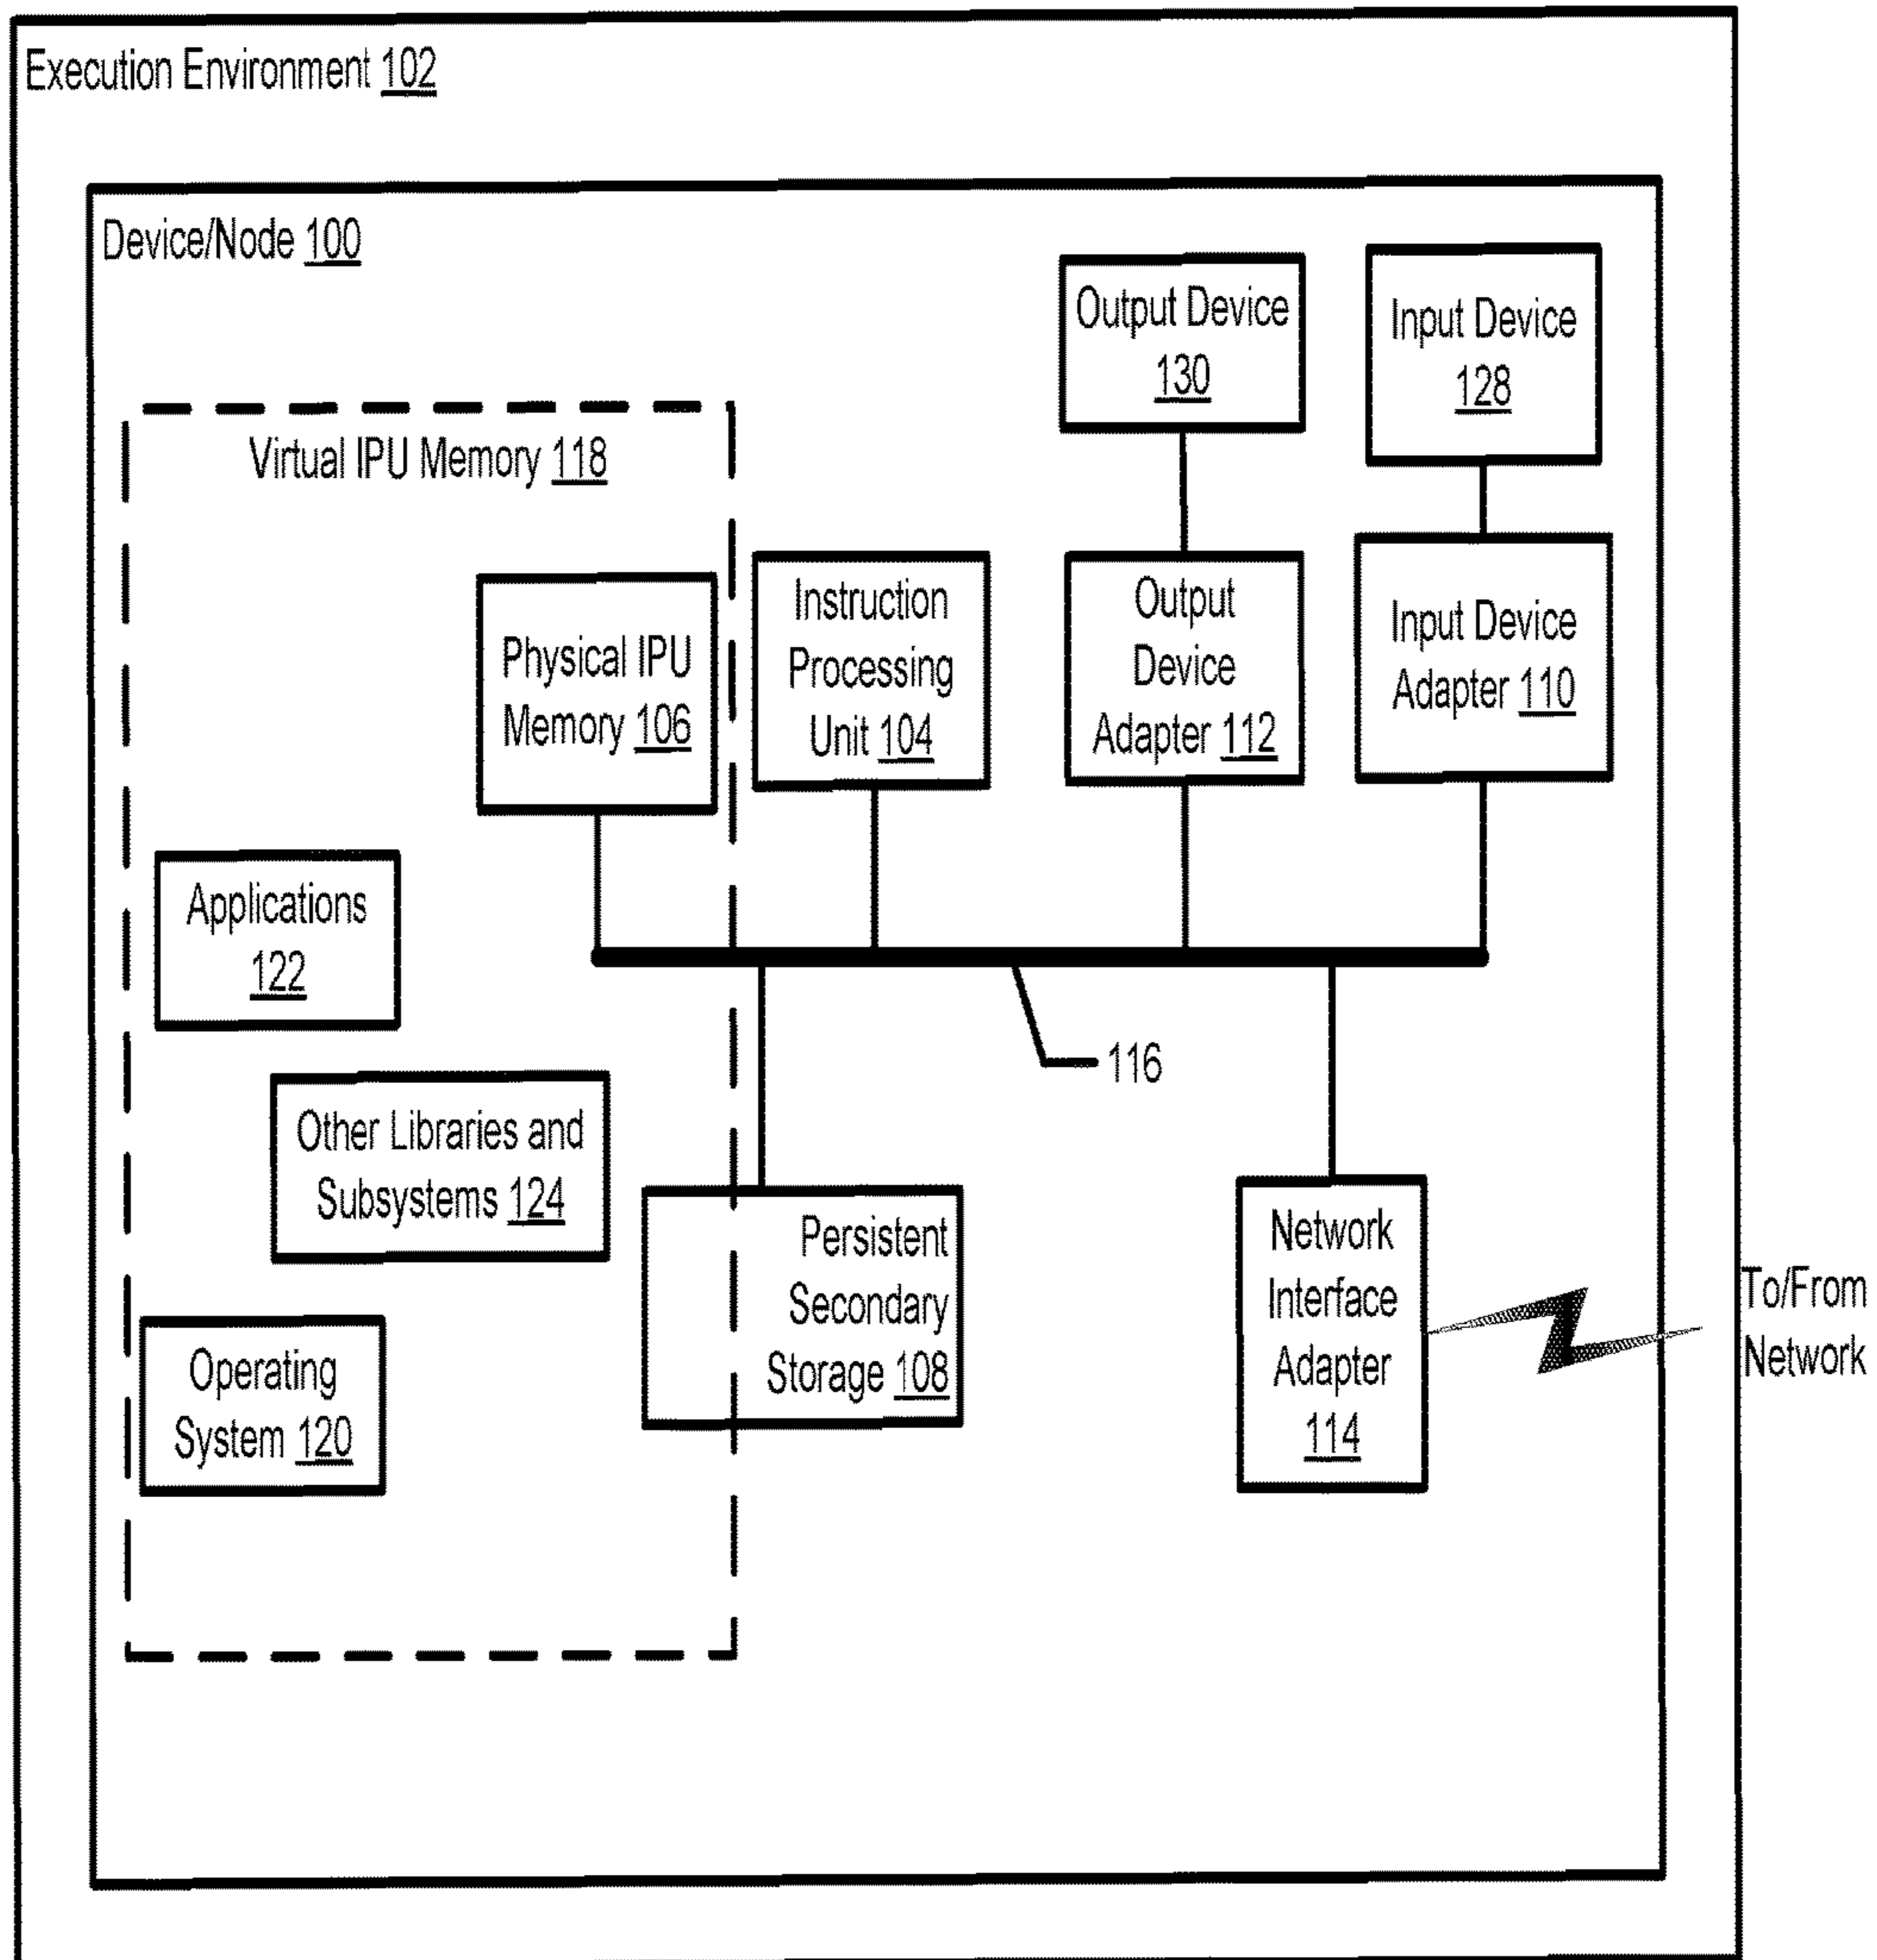 Execution Environment 102
Device/Node 100
Output Device
130
Input Device
128
Virtual IPU Memory 118
Physical IPU
Memory 106
Instruction
Processing
Unit 104
Output
Device
Adapter 112
Input Device
Adapter 110
Applications
122
116
Other Libraries and
Subsystems 124
Persistent
Secondary
Storage 108
Network
Interface
Adapter
114
To/From
Network
Operating
System 120